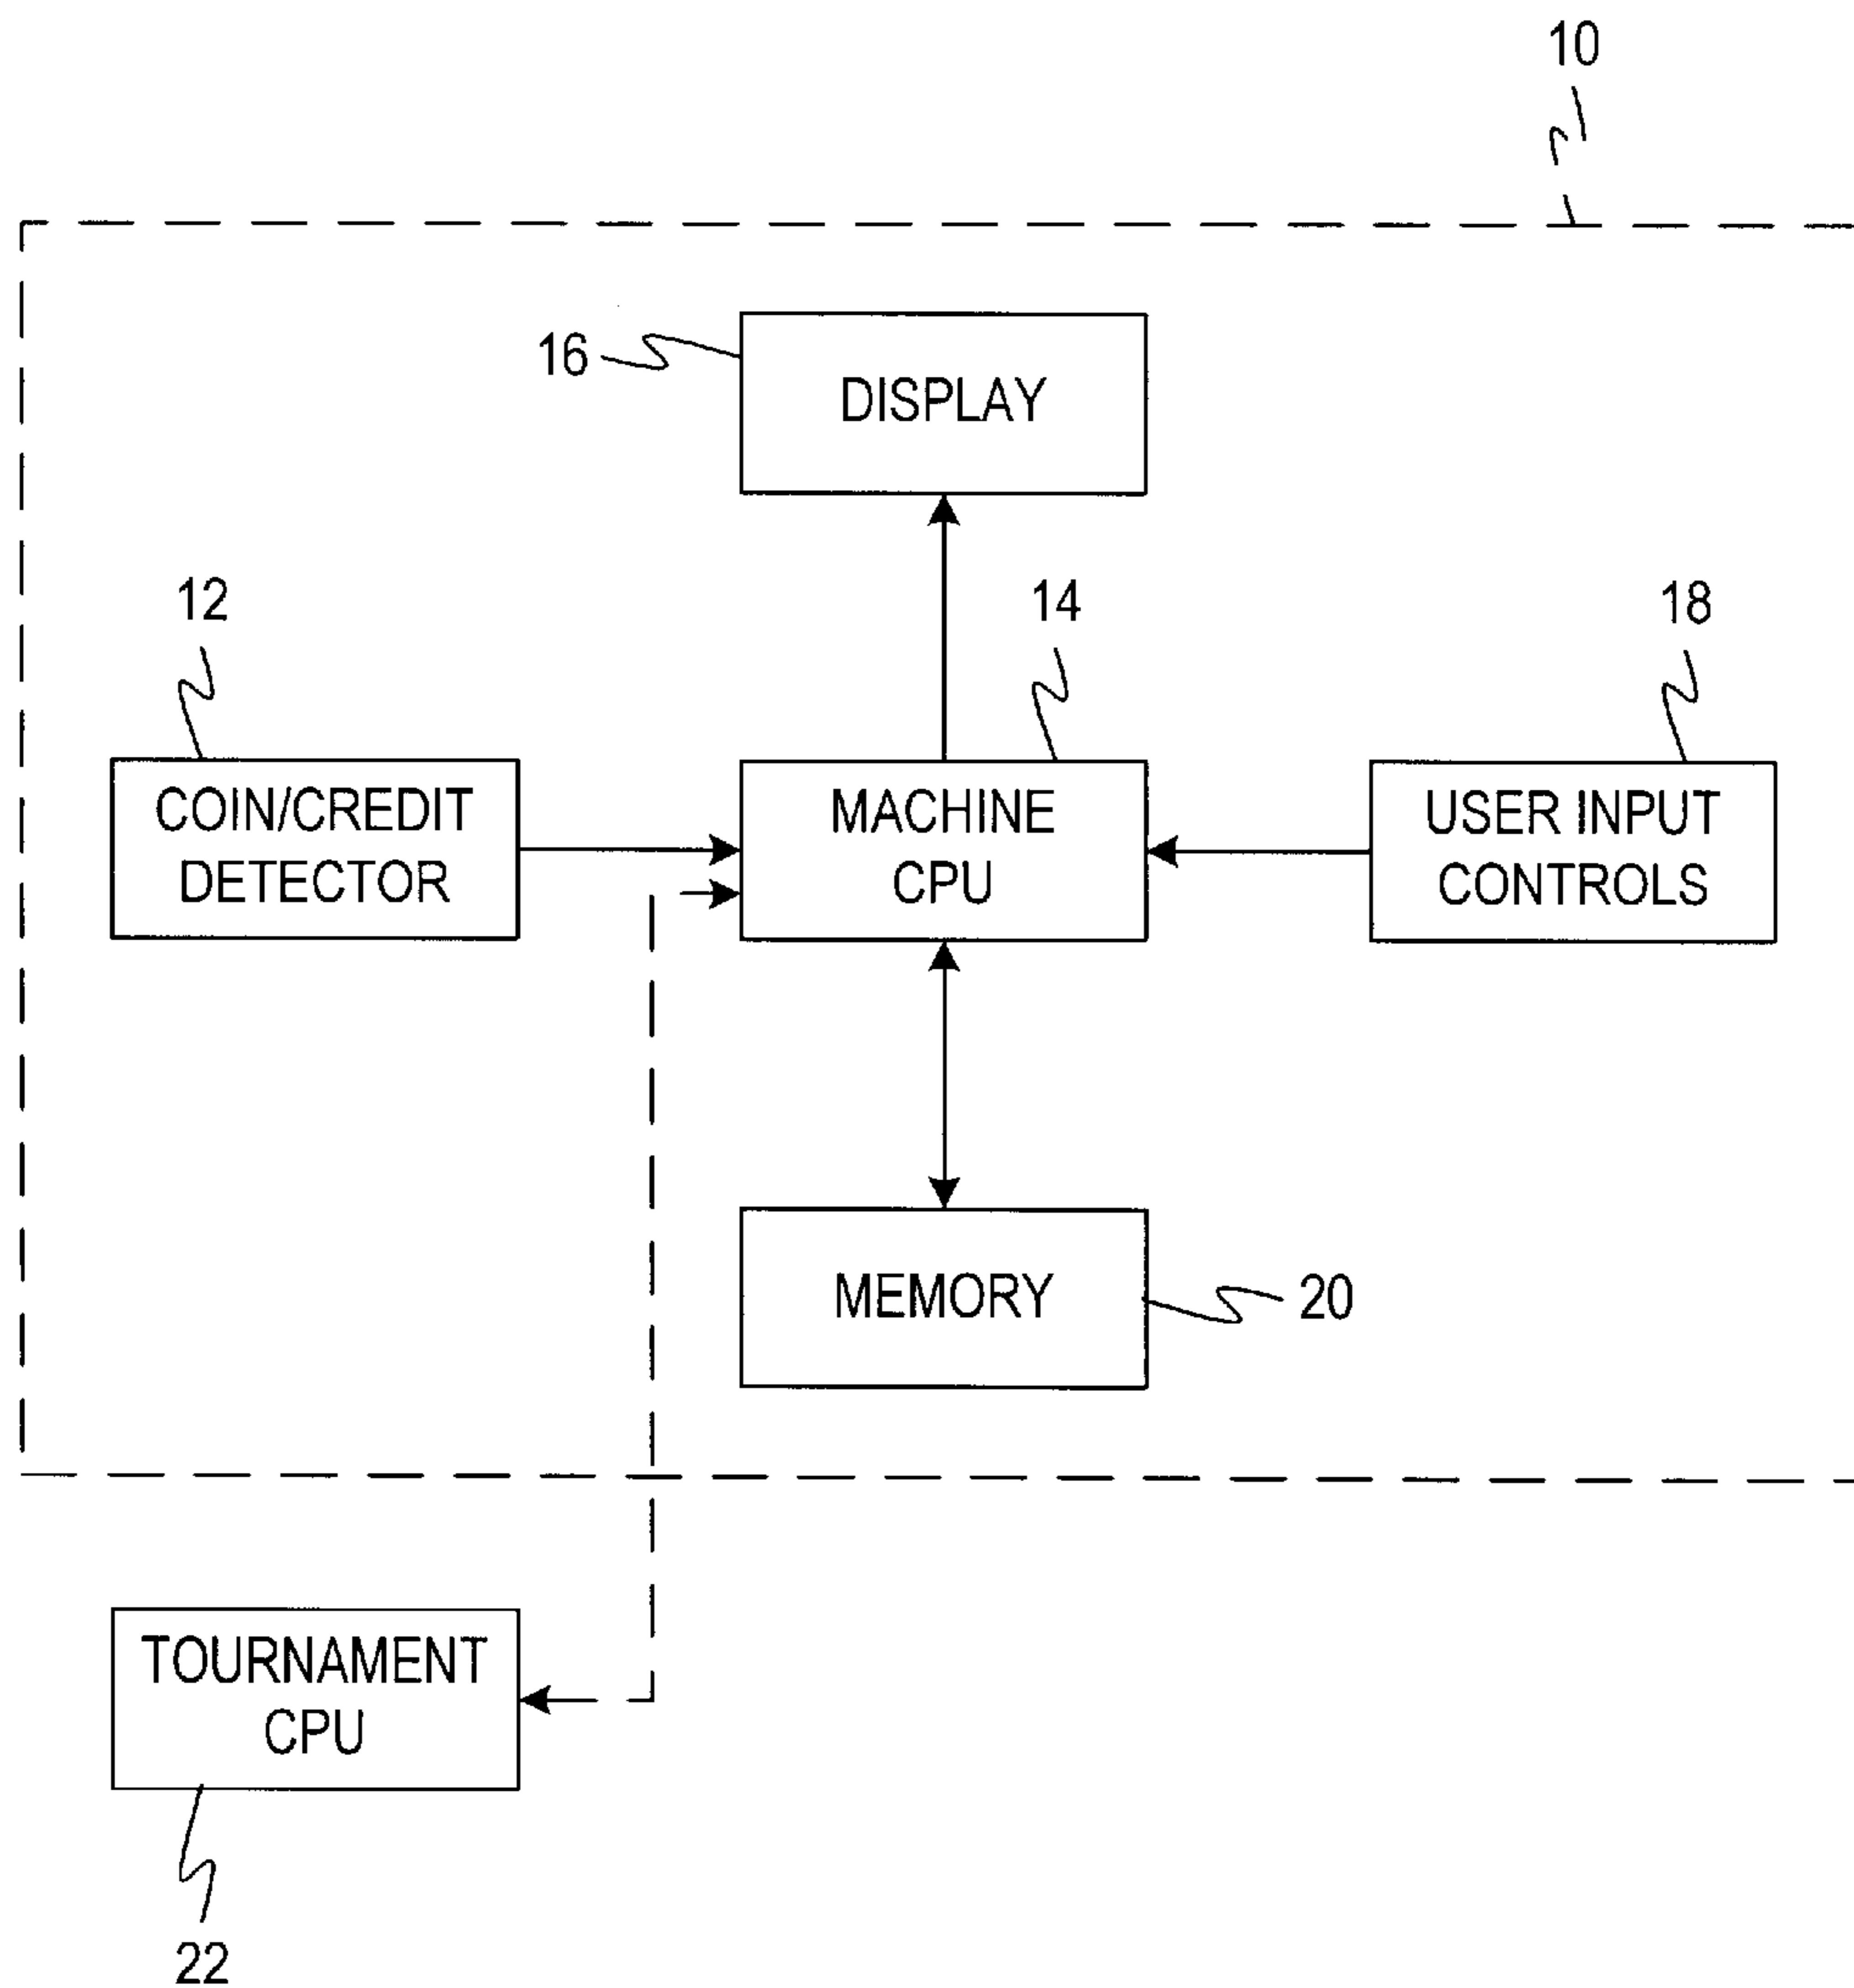 10
16
DISPLAY
12
14
18
COIN/CREDIT
DETECTOR
MACHINE
CPU
USER INPUT
CONTROLS
MEMORY
20
TOURNAMENT
CPU
22